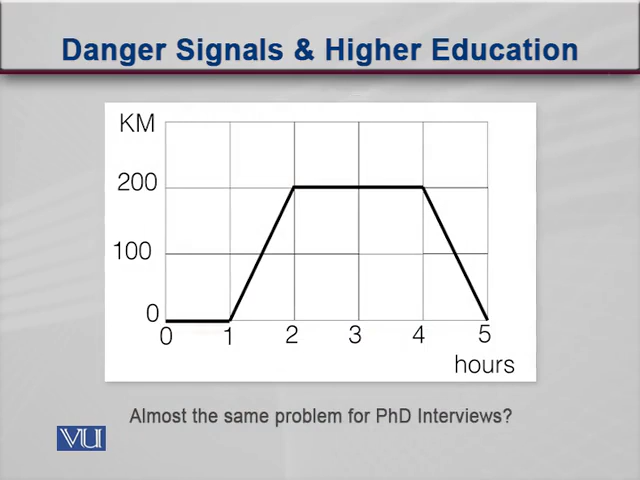 Danger Signals & Higher Education
KM
200
100
0
0 1 2 3 4 5
hours
Almost the same problem for PhD Interviews?
VU